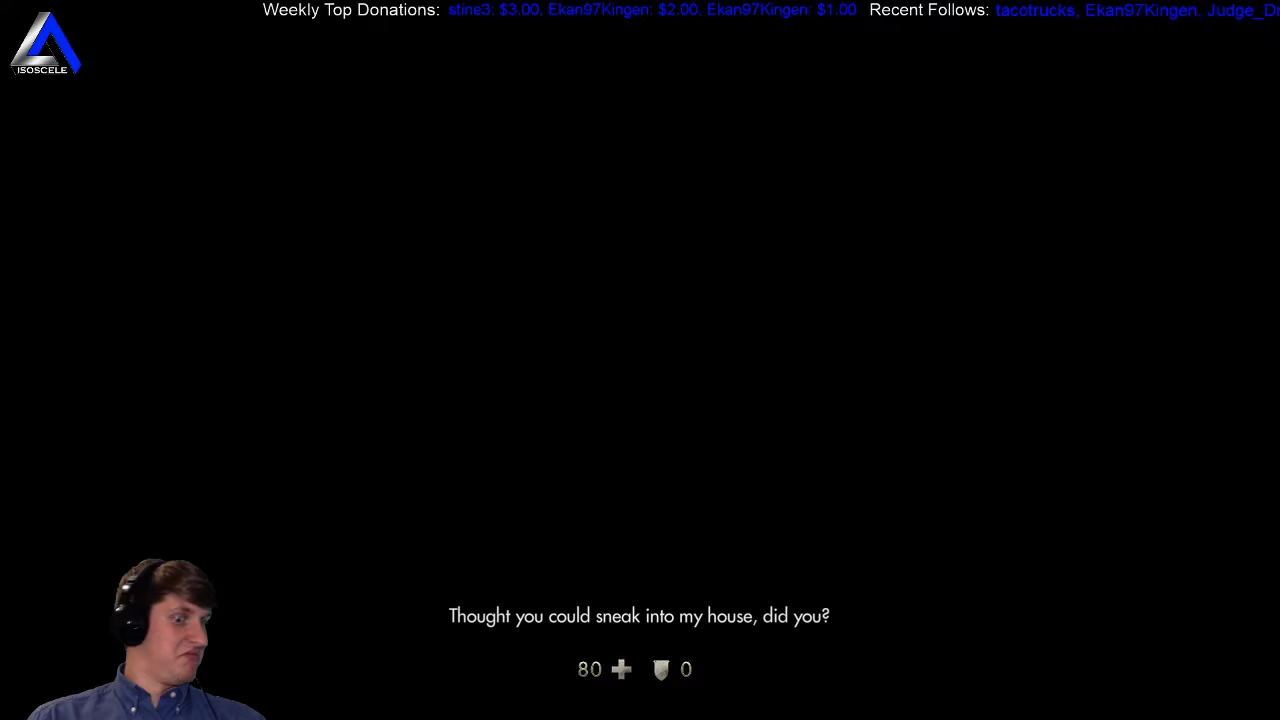 Weekly Top Donations: stine3: $3.00, Ekan97Kingen: $2.00, Ekan97Kingen: $1.00 Recent Follows: tacotrucks, Ekan97Kingen, Judge_D
ISOSCELE
Thought you could sneak into my house, did you?
80 0